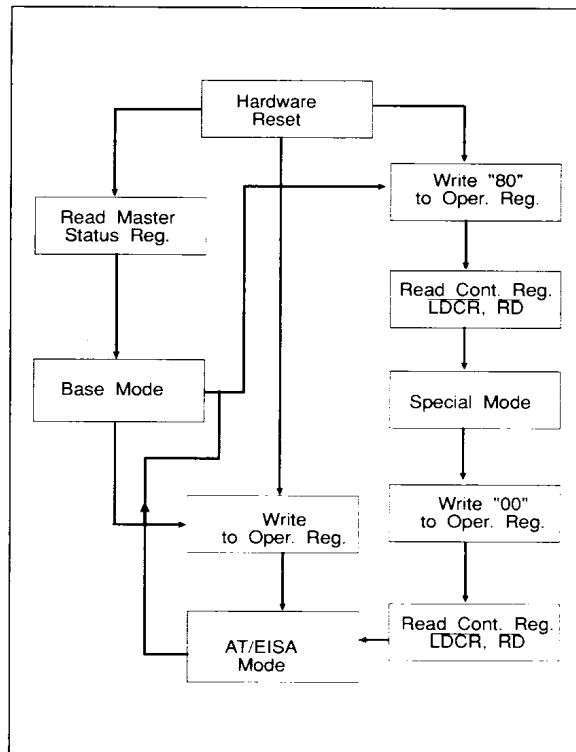 Hardware
Reset
Write "80"
to Oper. Reg.
Read Master
Status Reg.
Read Cont. Reg.
LDCR, RD
Base Mode
Special Mode
Write
to Oper. Reg.
Write "00"
to Oper. Reg.
AT/EISA
Mode
Read Cont. Reg.
LDCR, RD